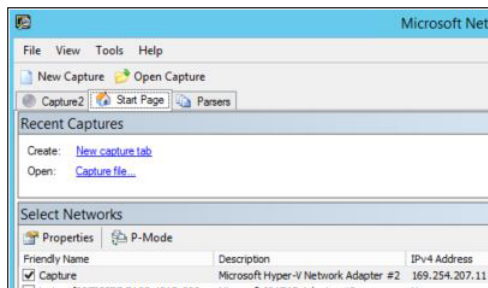 Microsoft Net
File View Tools Help
New Capture Open Capture
Capture2 Start Page Parsers
Recent Captures
Create: New capture tab
Open: Capture file...
Select Networks
Properties P-Mode
Friendly Name Description IPv4 Address
Capture Microsoft Hyper-V Network Adapter #2 169.254.207.11